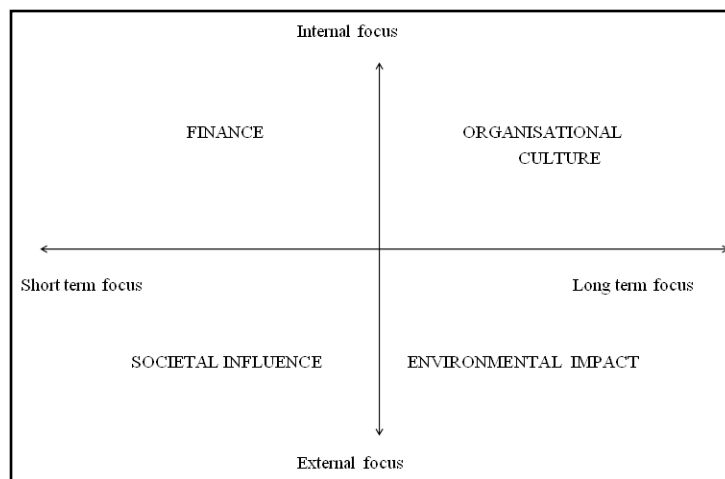 Internal focus
FINANCE
ORGANISATIONAL
CULTURE
Short term focus
Long term focus
SOCIETAL INFLUENCE
ENVIRONMENTAL IMPACT
External focus